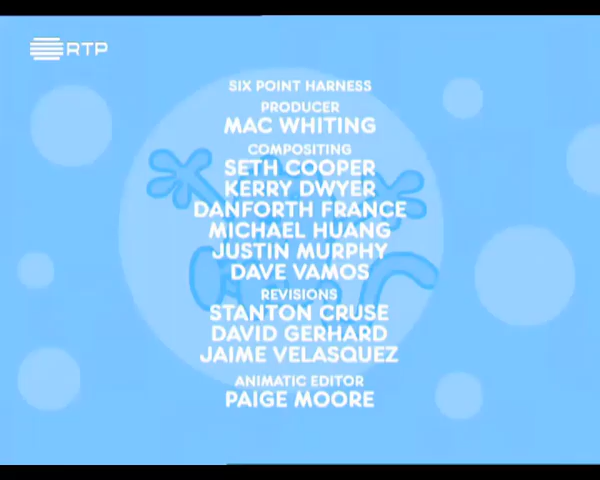 RTP
SIX POINT HARNESS
PRODUCER
MAC WHITING
COMPOSITING
SETH COOPER
KERRY DWYER
DANFORTH FRANCE
MICHAEL HUANG
JUSTIN MURPHY
DAVE VAMOS
REVISIONS
STANTON CRUSE
DAVID GERHARD
JAIME VELASQUEZ
ANIMATIC EDITOR
PAIGE MOORE